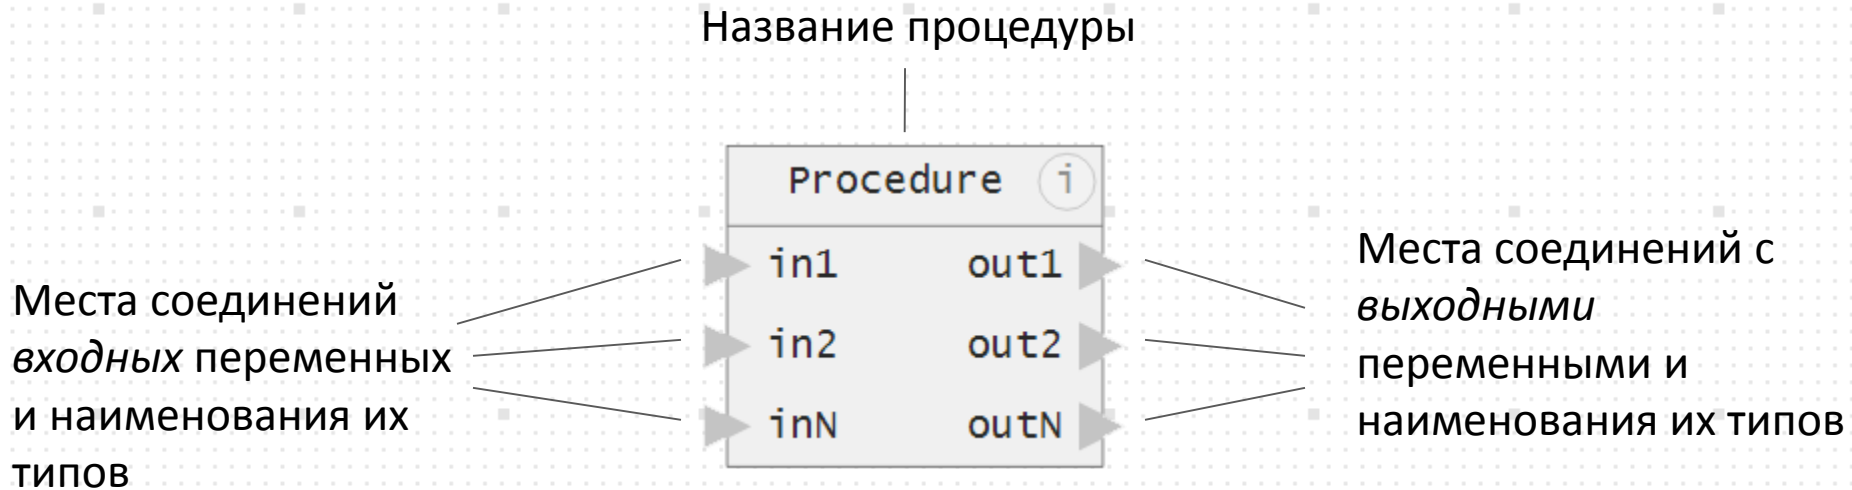 Название процедуры
Procedure i
in1 out1
in2 out2
inN outN
Места соединений
входных переменных
и наименования их
типов
Места соединений с
выходными
переменными и
наименования их типов